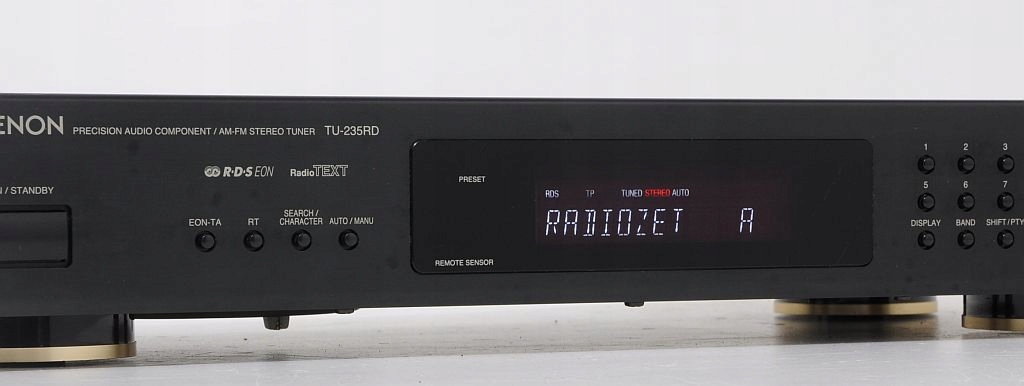 ENON PRECISION AUDIO COMPONENT / AM-FM STEREO TUNER TU-235RD
R·D·S EON RadioTEXT
/ STANDBY
EON-TA RT SEARCH / CHARACTER AUTO / MANU
PRESET
RDS TP TUNED STEREO AUTO
RADIOZET A
REMOTE SENSOR
1 2 3
5 6 7
DISPLAY BAND SHIFT/PTY